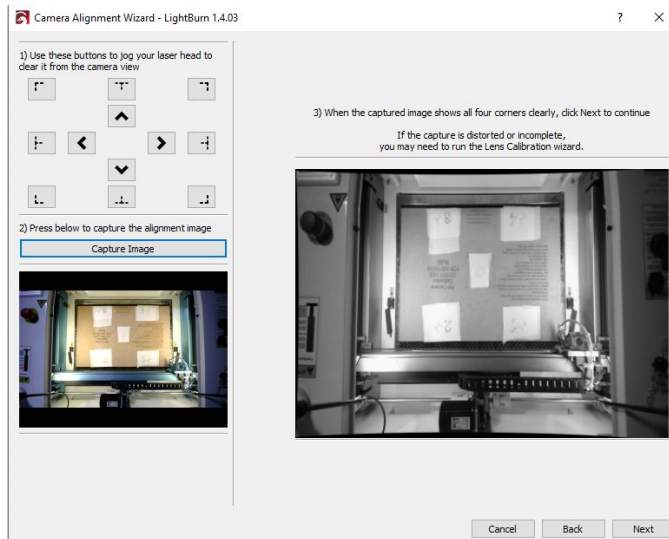 Camera Alignment Wizard - LightBurn 1.4.03
?
1) Use these buttons to jog your laser head to
clear it from the camera view
2) Press below to capture the alignment image
Capture Image
3) When the captured image shows all four corners clearly, click Next to continue
If the capture is distorted or incomplete,
you may need to run the Lens Calibration wizard.
Cancel
Back
Next